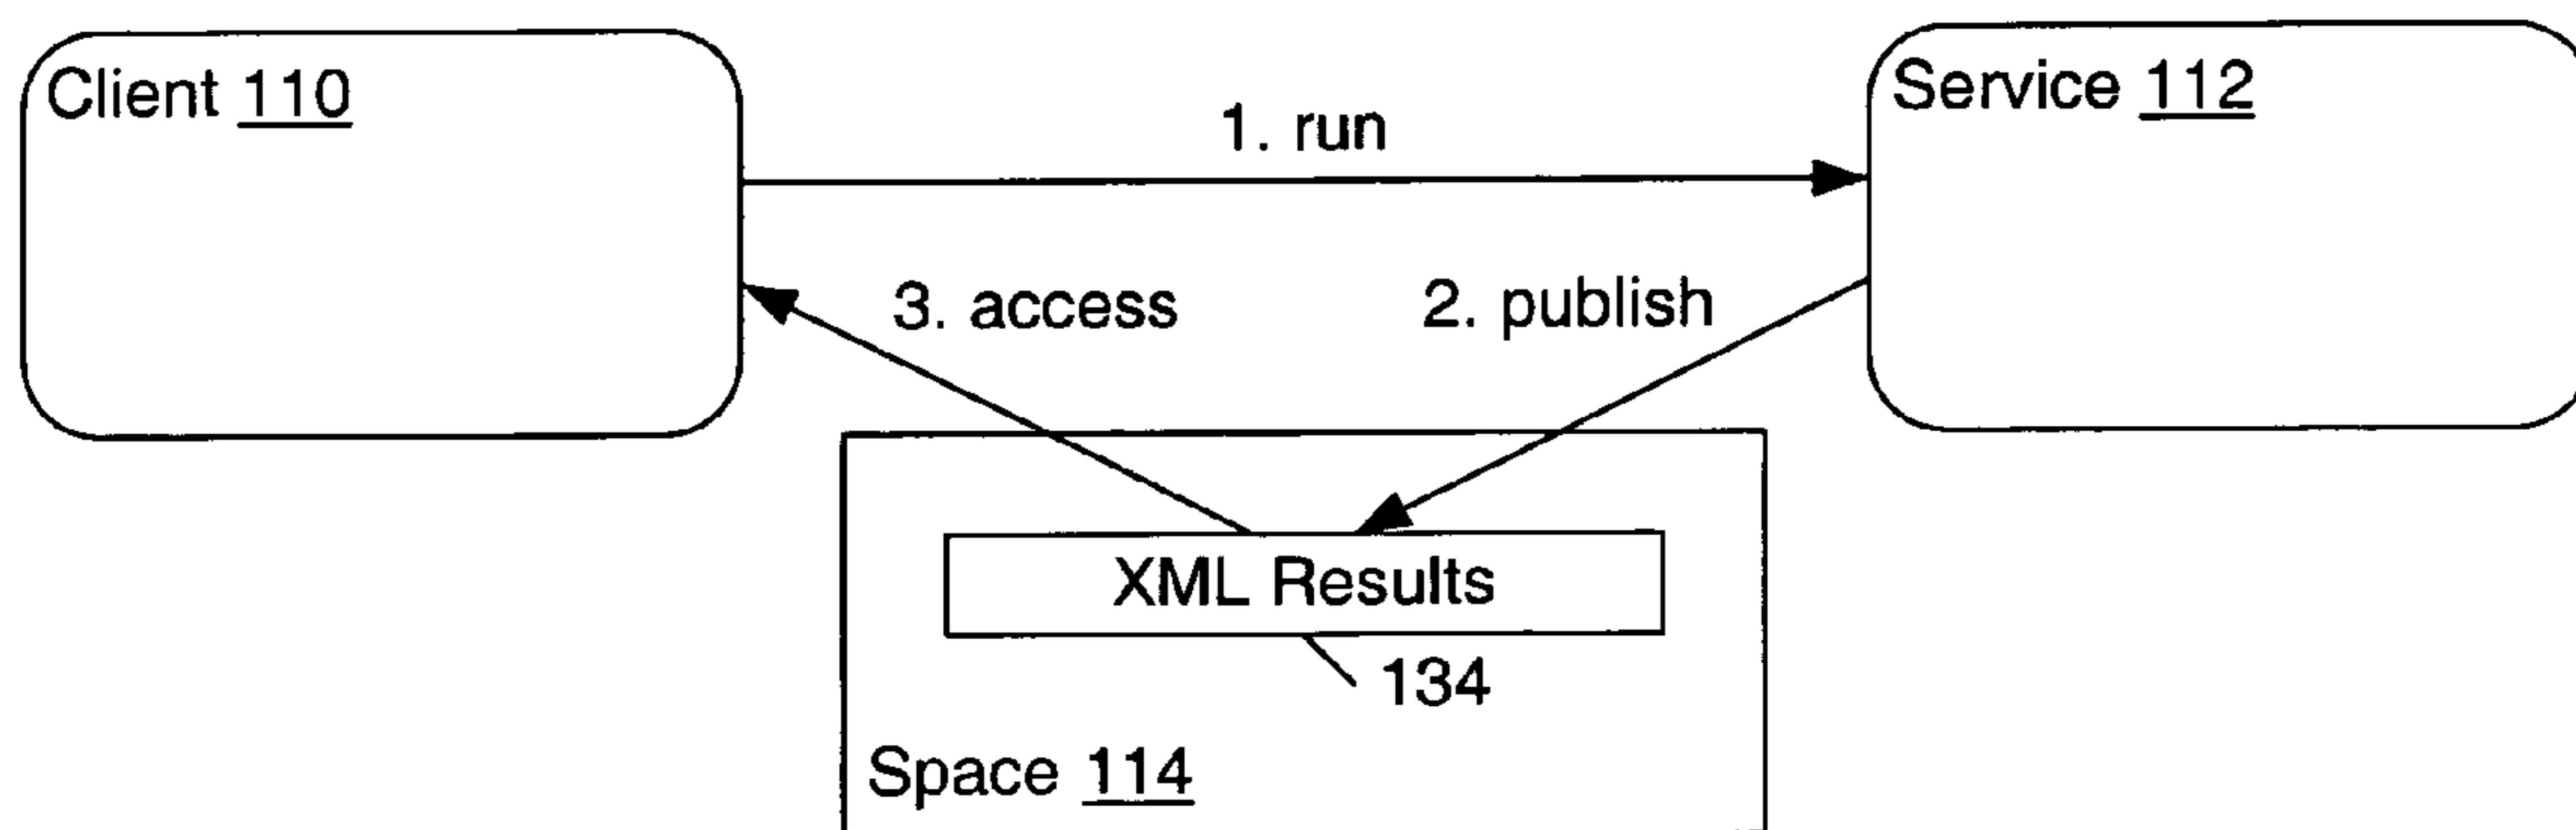 Client 110
Service 112
1. run
3. access
2. publish
XML Results
134
Space 114